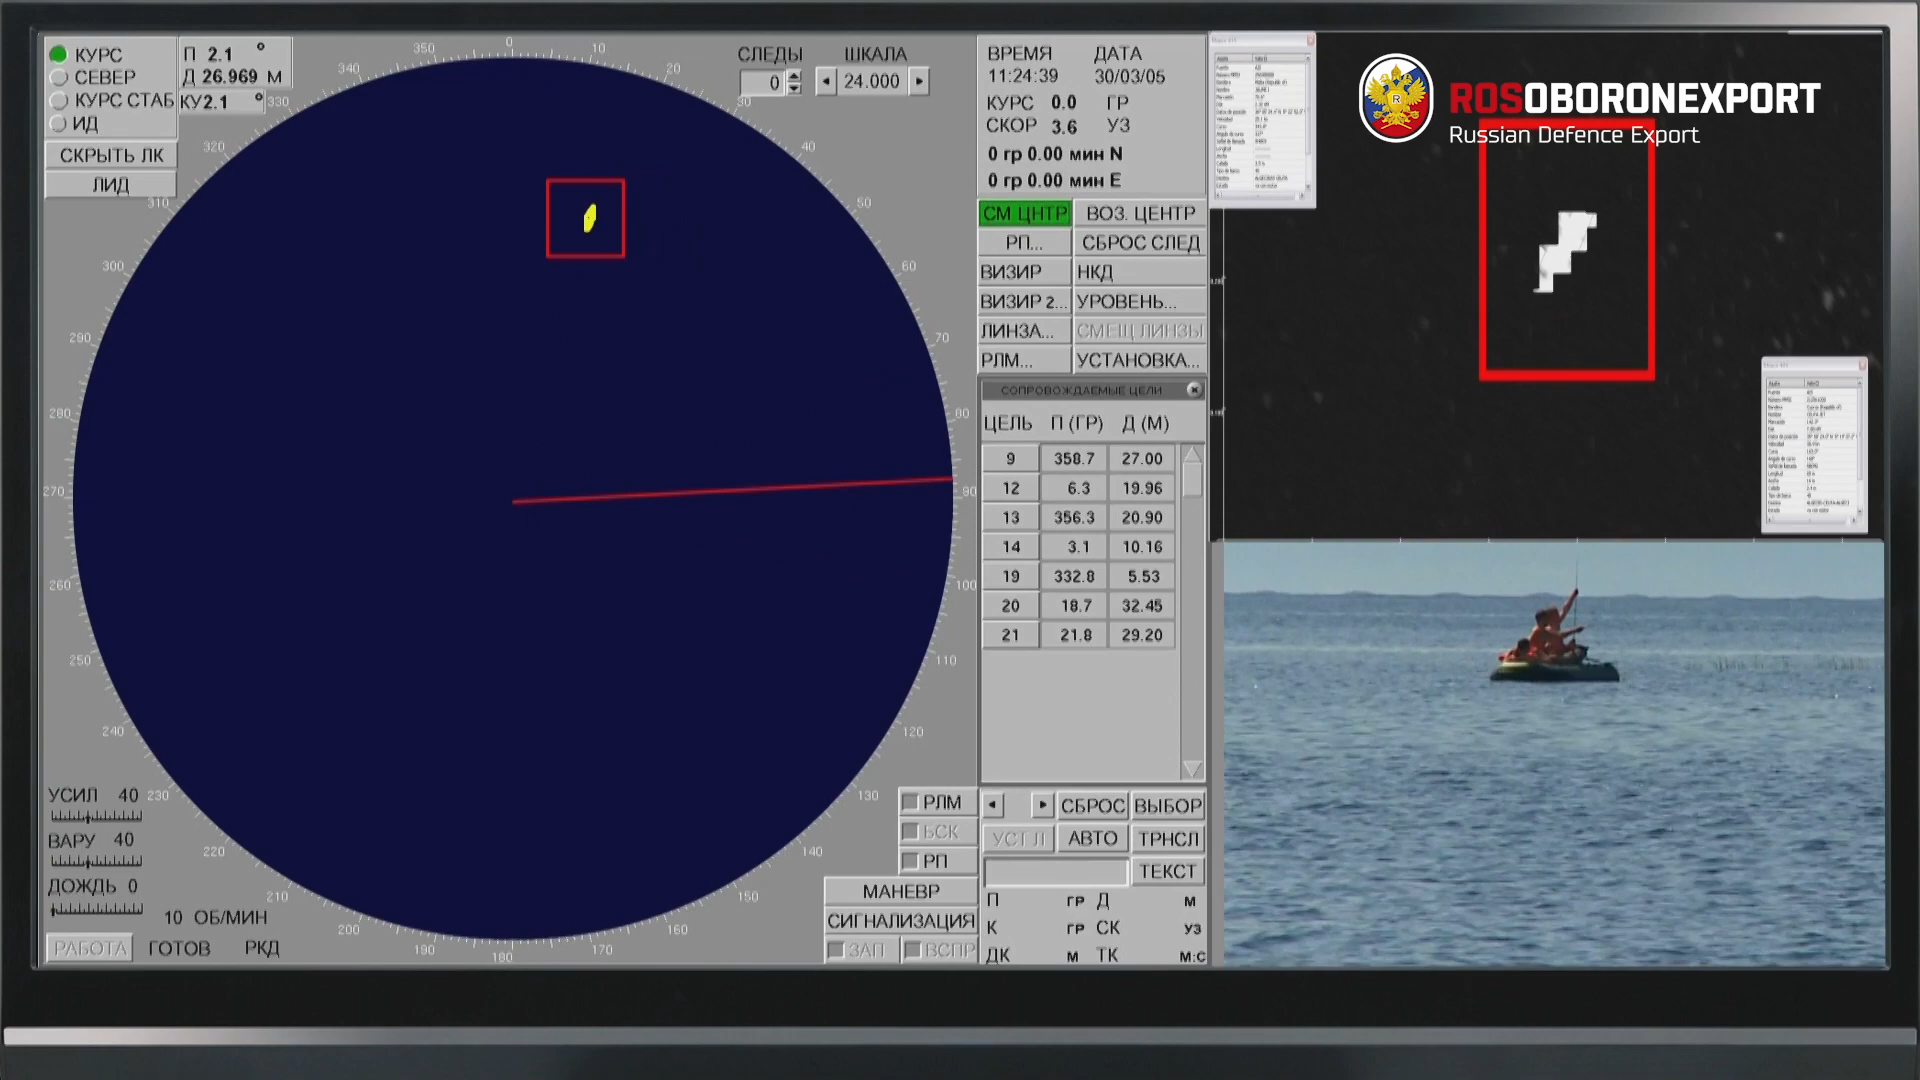 КУРС
СЕВЕР
КУРС СТАБ
ИД
СКРЫТЬ ЛК
ЛИД
П 2.1 °
Д 26.969 М
КУ2.1 °
СЛЕДЫ
0
ШКАЛА
24.000
0
10
20
30
40
50
60
70
80
90
100
110
120
130
140
150
160
170
180
190
200
210
220
230
240
250
260
270
280
290
300
310
320
330
340
350
УСИЛ 40
ВАРУ 40
ДОЖДЬ 0
10 ОБ/МИН
РАБОТА ГОТОВ РКД
РЛМ
БСК
РП
МАНЕВР
СИГНАЛИЗАЦИЯ
ЗАП ВСПР
ВРЕМЯ ДАТА
11:24:39 30/03/05
КУРС 0.0 ГР
СКОР 3.6 УЗ
0 гр 0.00 мин N
0 гр 0.00 мин E
СМ ЦНТР ВОЗ. ЦЕНТР
РП... СБРОС СЛЕД
ВИЗИР НКД
ВИЗИР 2... УРОВЕНЬ...
ЛИНЗА... СМЕЩ ЛИНЗЫ
РЛМ... УСТАНОВКА...
СОПРОВОЖДАЕМЫЕ ЦЕЛИ
ЦЕЛЬ П (ГР) Д (М)
9 358.7 27.00
12 6.3 19.96
13 356.3 20.90
14 3.1 10.16
19 332.8 5.53
20 18.7 32.45
21 21.8 29.20
СБРОС ВЫБОР
УСТ Л АВТО ТРНСЛ
ТЕКСТ
П ГР Д М
К ГР СК УЗ
ДК М ТК М:С
ROSOBORONEXPORT
Russian Defence Export